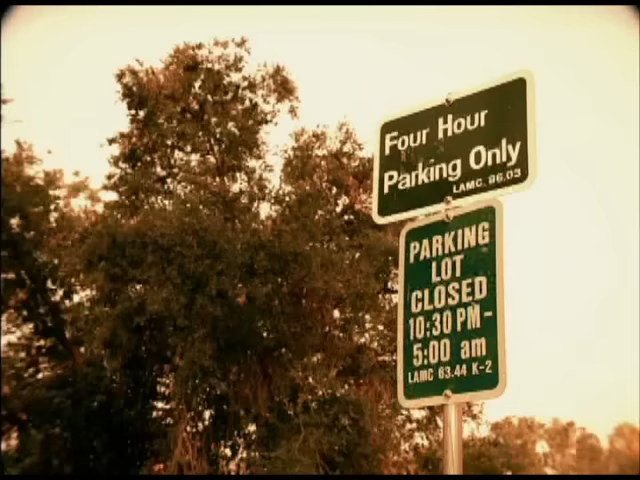 Four Hour
Parking Only
LAMC. 86.03
PARKING
LOT
CLOSED
10:30 PM-
5:00 am
LAMC 63.44 K-2